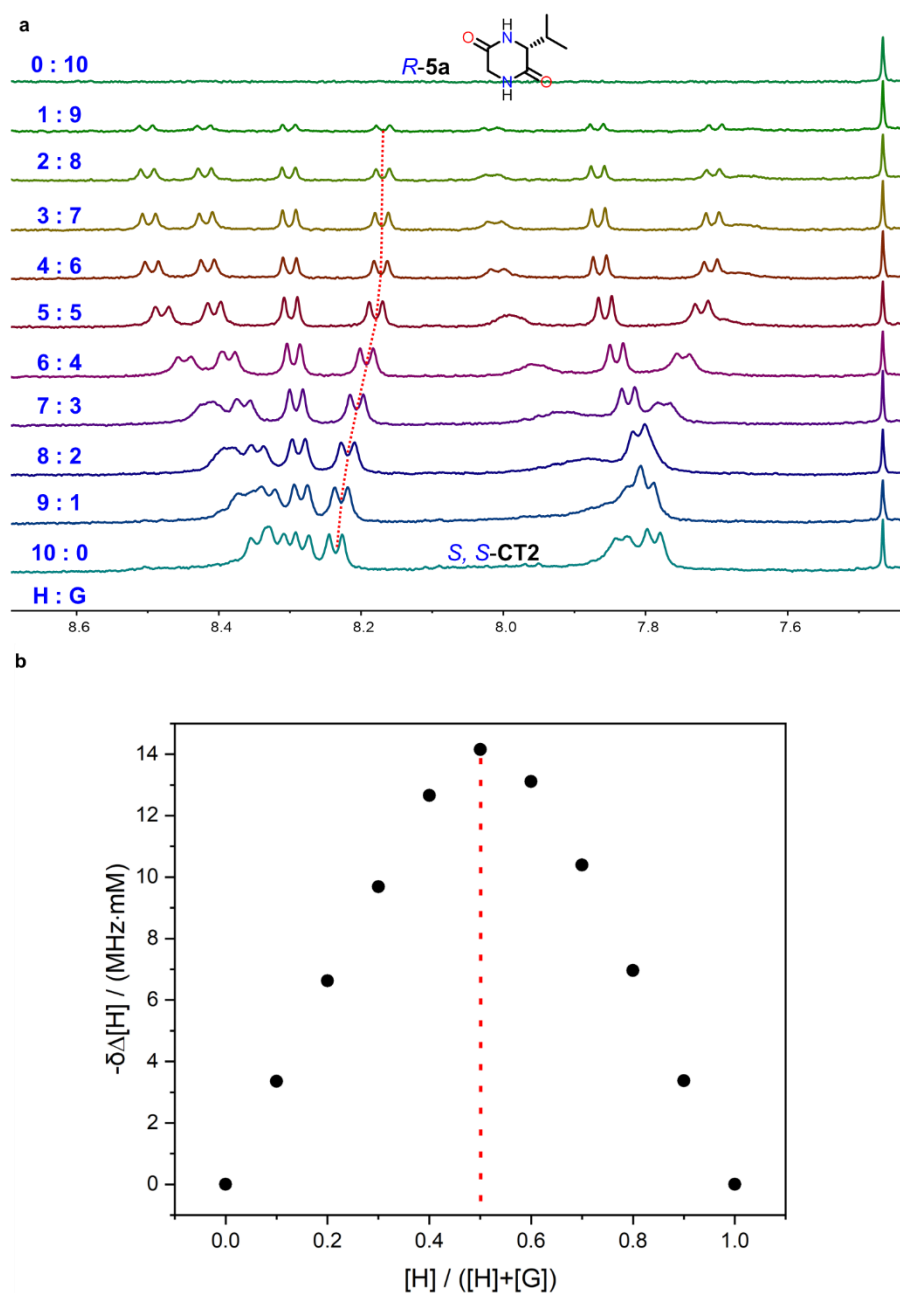 a
R-5a
O
H
N
N
H
O
0 : 10
1 : 9
2 : 8
3 : 7
4 : 6
5 : 5
6 : 4
7 : 3
8 : 2
9 : 1
10 : 0
S, S-CT2
H : G
8.6 8.4 8.2 8.0 7.8 7.6
b
14
12
10
8
6
4
2
0
-δΔ[H] / (MHz·mM)
0.0 0.2 0.4 0.6 0.8 1.0
[H] / ([H]+[G])